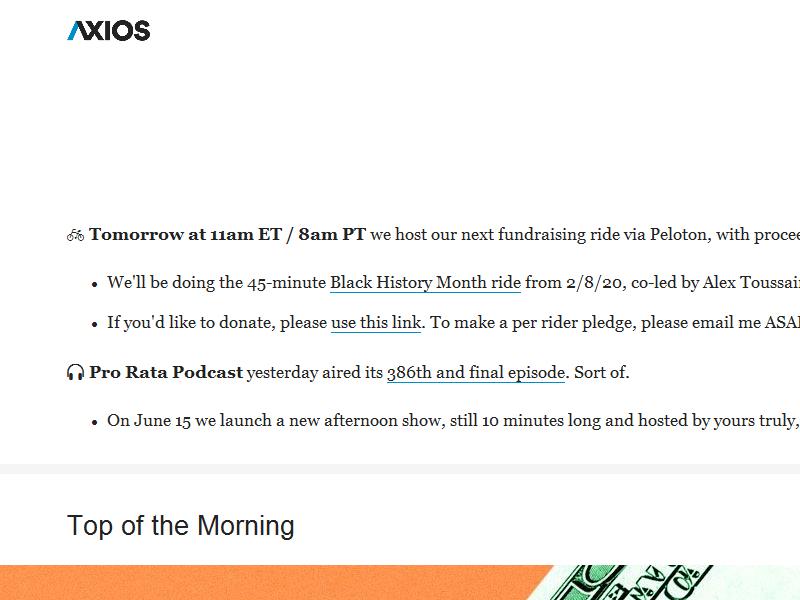 AXIOS
Tomorrow at 11am ET / 8am PT we host our next fundraising ride via Peloton, with
We'll be doing the 45-minute Black History Month ride from 2/8/20, co-led by Alex
If you'd like to donate, please use this link. To make a per rider pledge, please email me
Pro Rata Podcast yesterday aired its 386th and final episode. Sort of.
On June 15 we launch a new afternoon show, still 10 minutes long and hosted by yours truly,
Top of the Morning